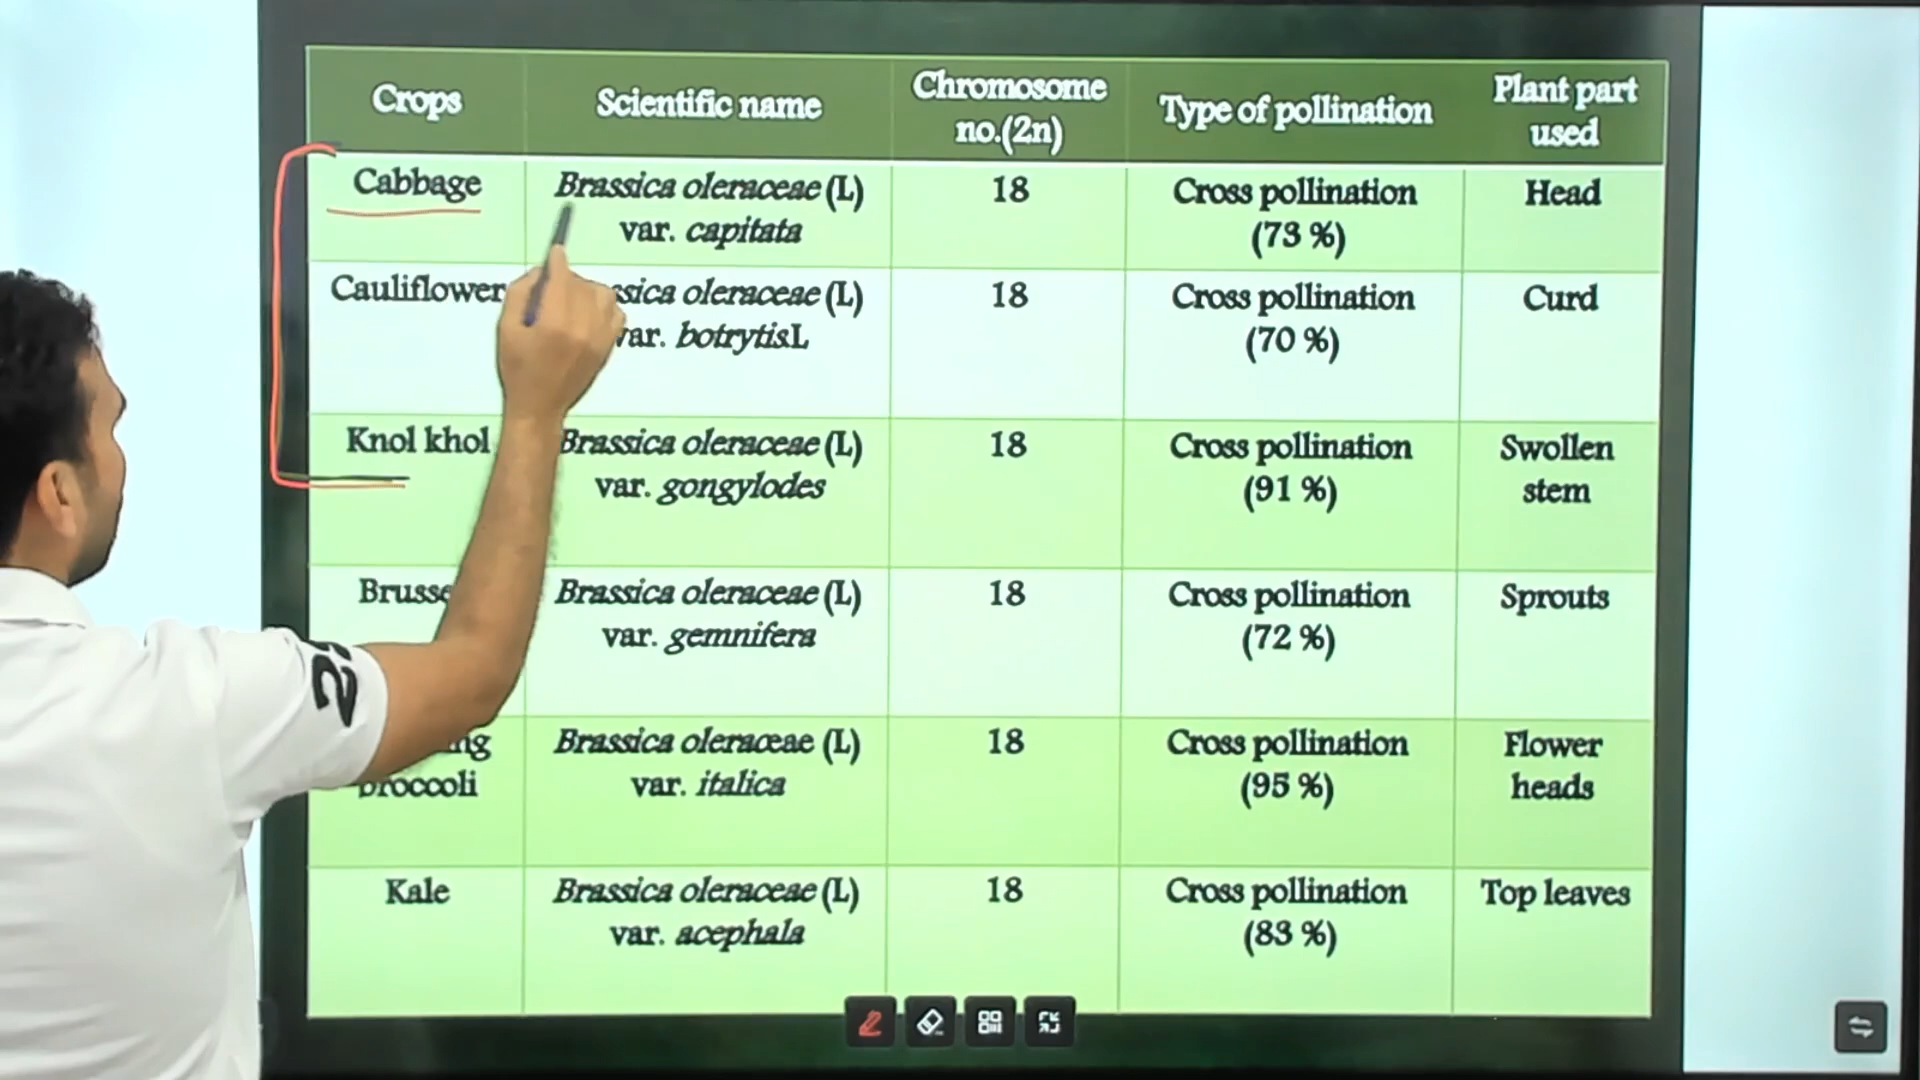 Crops
Scientific name
Chromosome
no.(2n)
Type of pollination
Plant part
used
Cabbage
Brassica oleraceae (L)
var. capitata
18
Cross pollination
(73 %)
Head
Cauliflower
oleraceae (L)
var. botrytisL
18
Cross pollination
(70 %)
Curd
Knol khol
Brassica oleraceae (L)
var. gongylodes
18
Cross pollination
(91 %)
Swollen
stem
Brassica oleraceae (L)
var. gemnifera
18
Cross pollination
(72 %)
Sprouts
broccoli
Brassica oleraceae (L)
var. italica
18
Cross pollination
(95 %)
Flower
heads
Kale
Brassica oleraceae (L)
var. acephala
18
Cross pollination
(83 %)
Top leaves